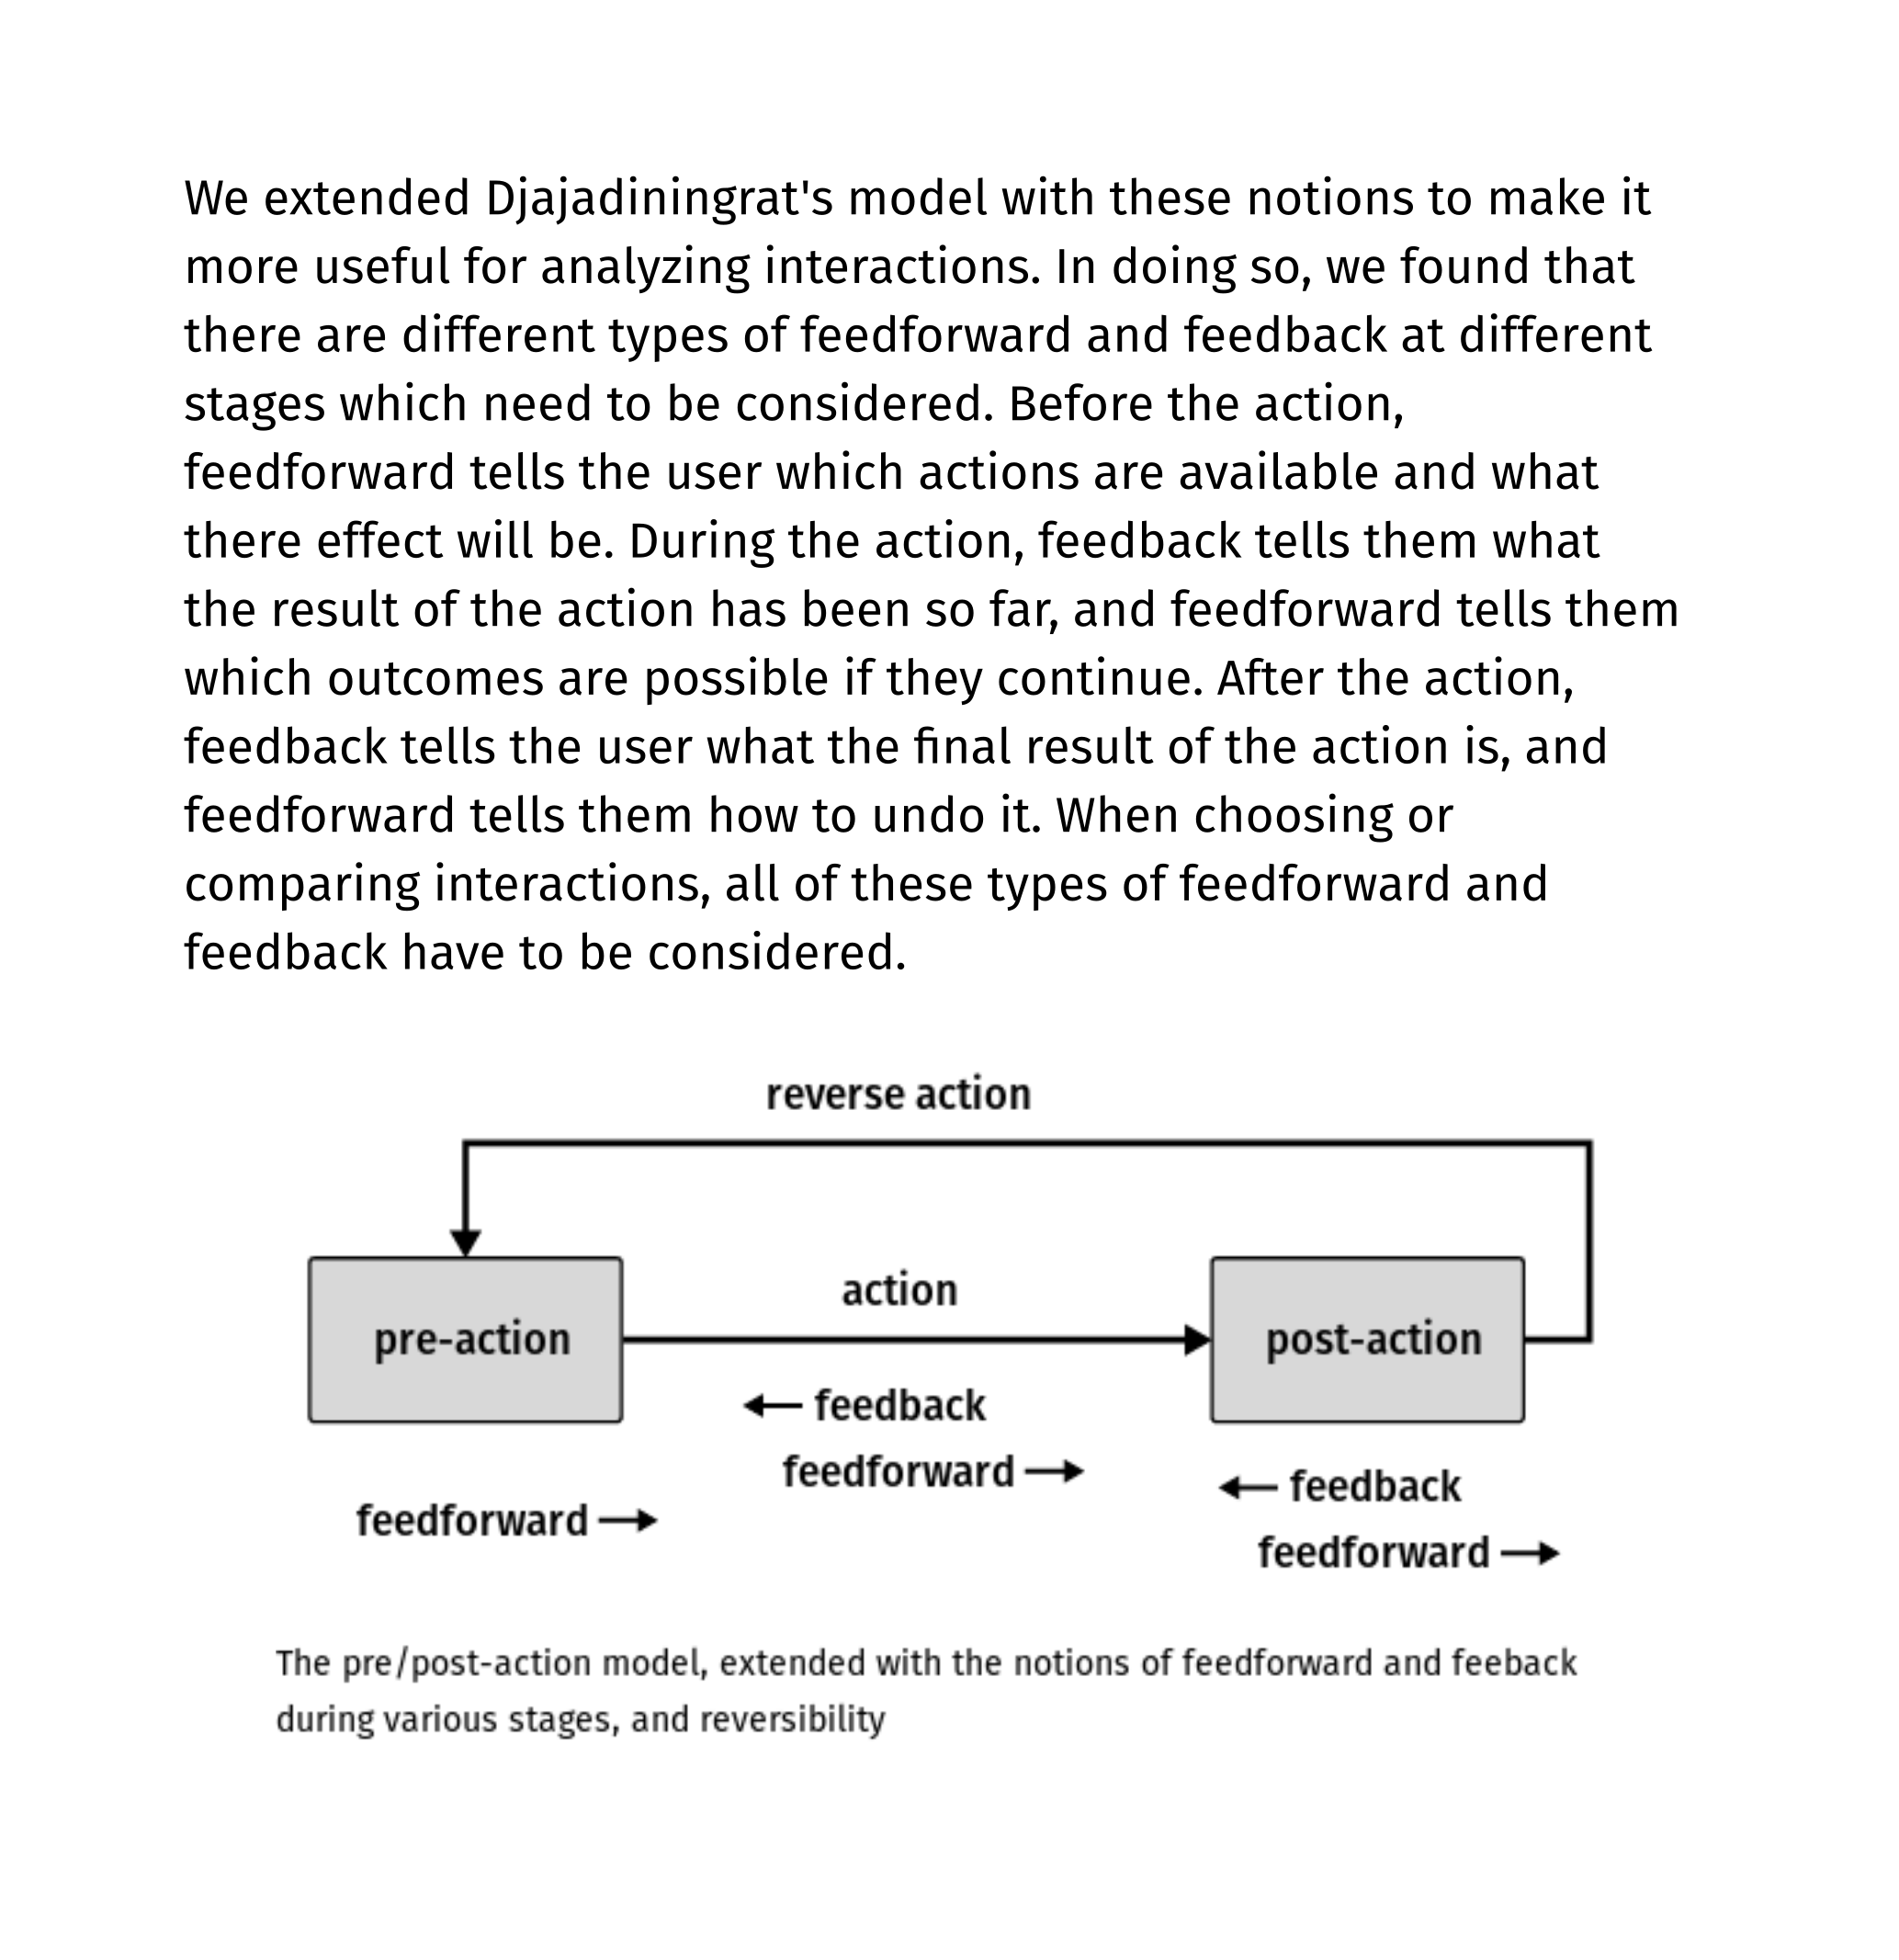 We extended Djajadiningrat's model with these notions to make it
more useful for analyzing interactions. In doing so, we found that
there are different types of feedforward and feedback at different
stages which need to be considered. Before the action,
feedforward tells the user which actions are available and what
there effect will be. During the action, feedback tells them what
the result of the action has been so far, and feedforward tells them
which outcomes are possible if they continue. After the action,
feedback tells the user what the final result of the action is, and
feedforward tells them how to undo it. When choosing or
comparing interactions, all of these types of feedforward and
feedback have to be considered.
reverse action
action
pre-action
post-action
feedback
feedforward
feedback
feedforward
feedforward
The pre/post-action model, extended with the notions of feedforward and feeback
during various stages, and reversibility